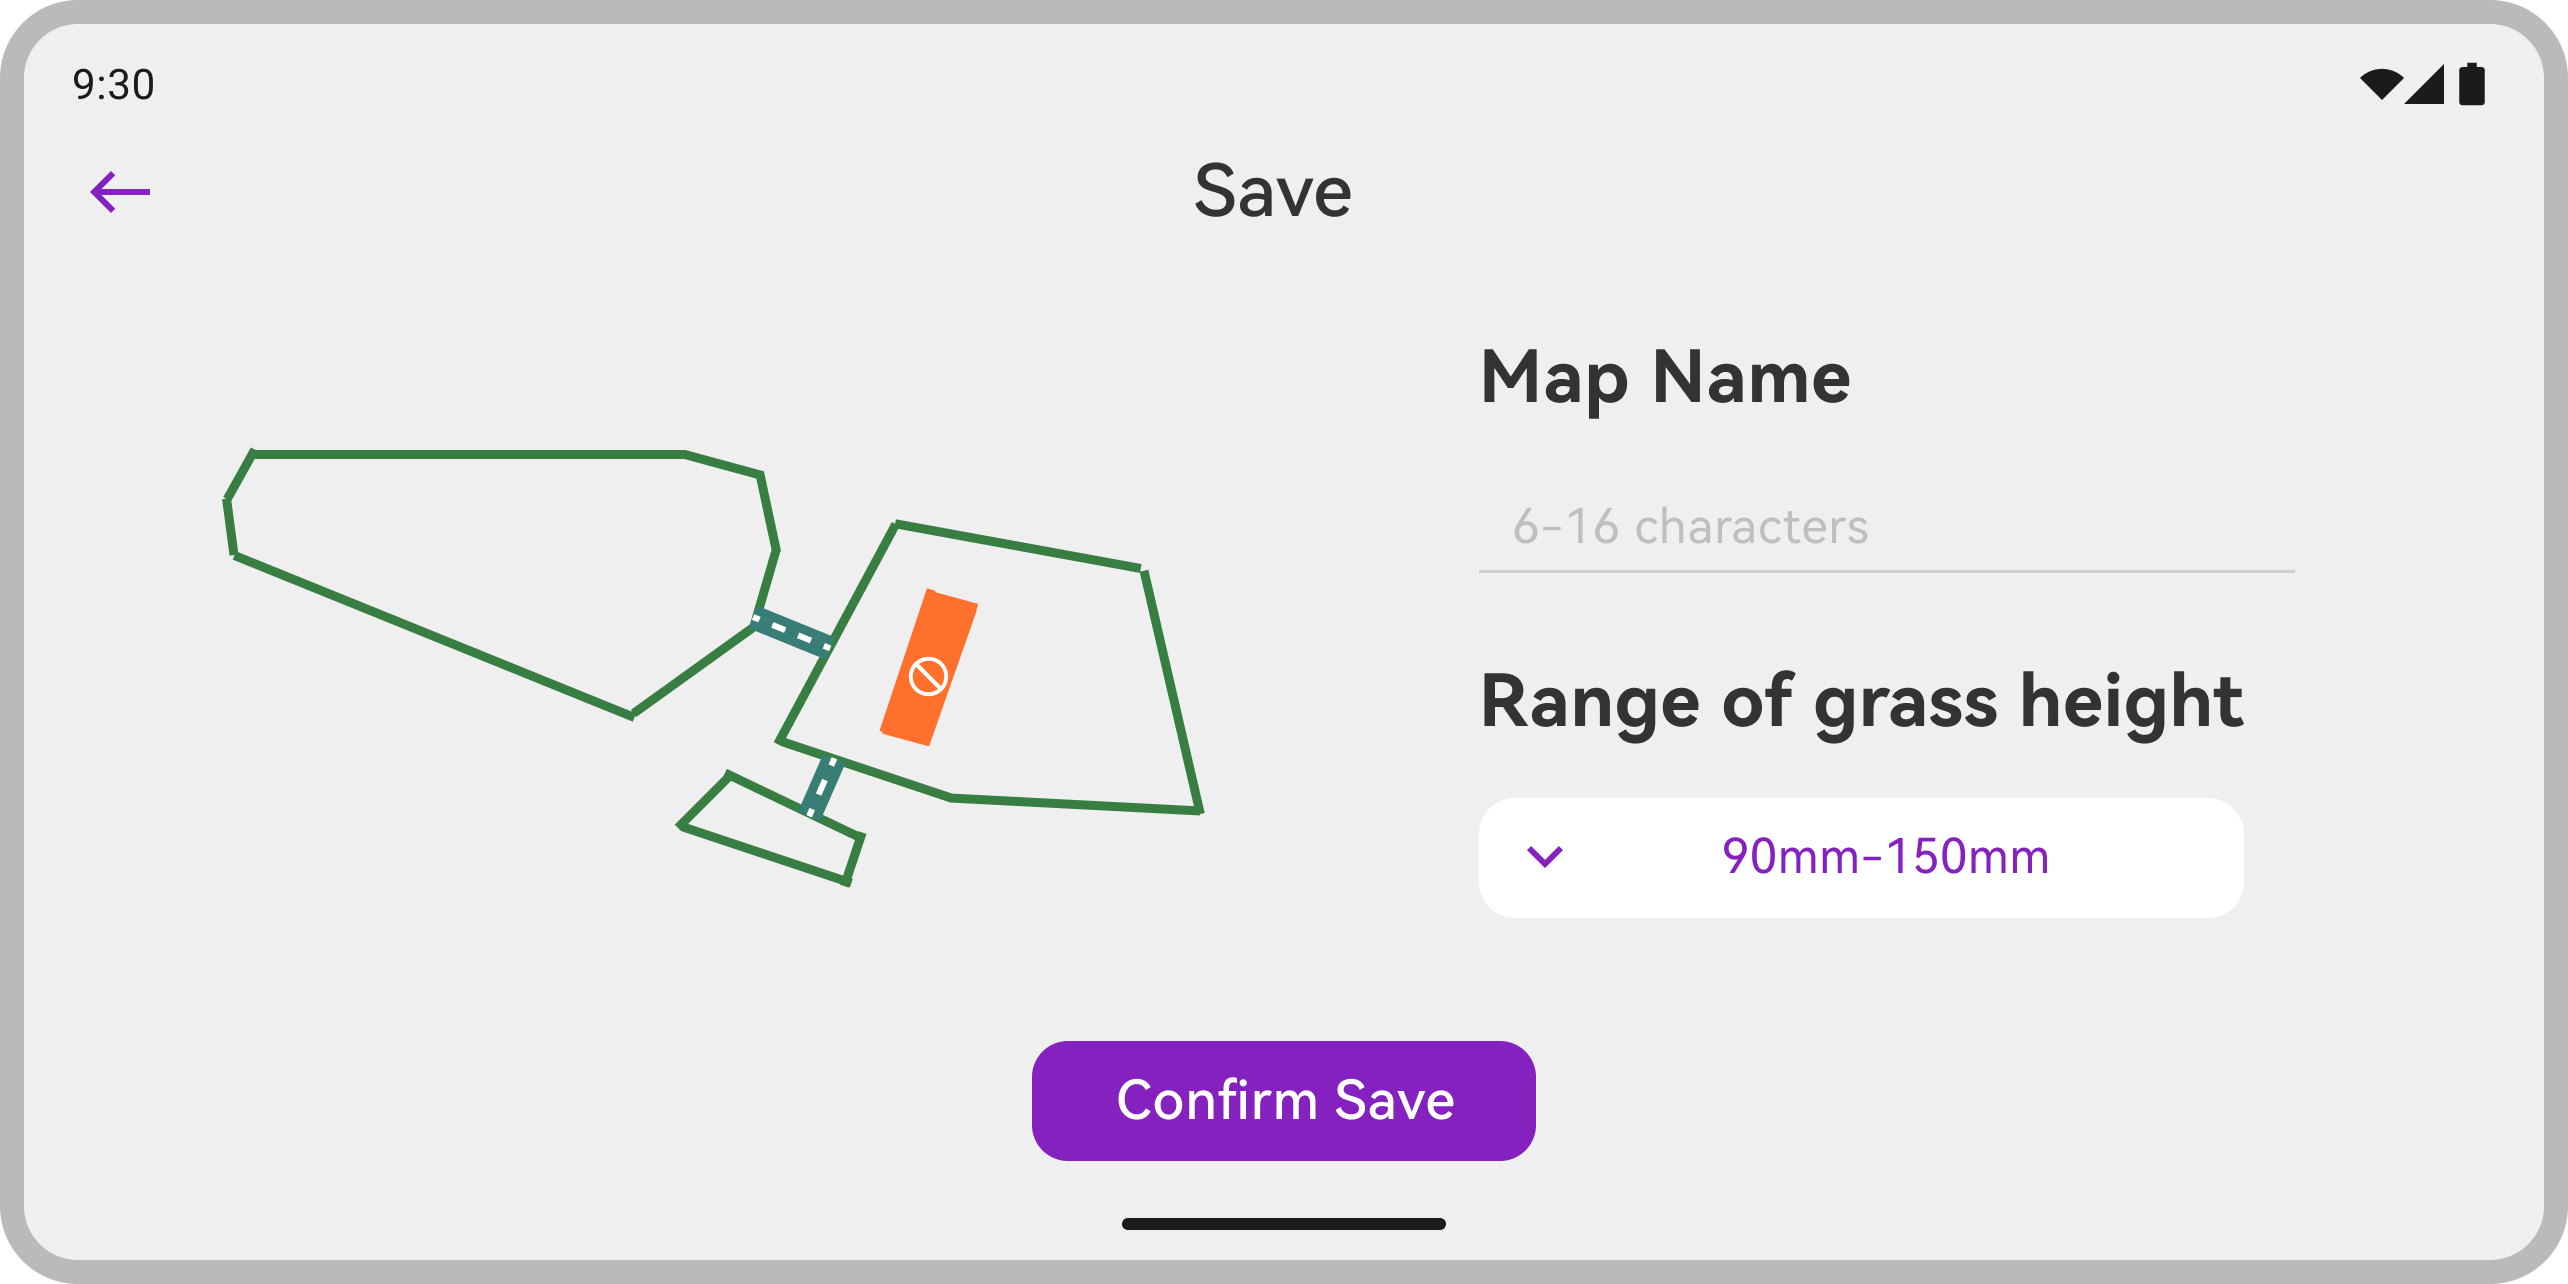 9:30
Save
Map Name
6-16 characters
Range of grass height
90mm-150mm
Confirm Save